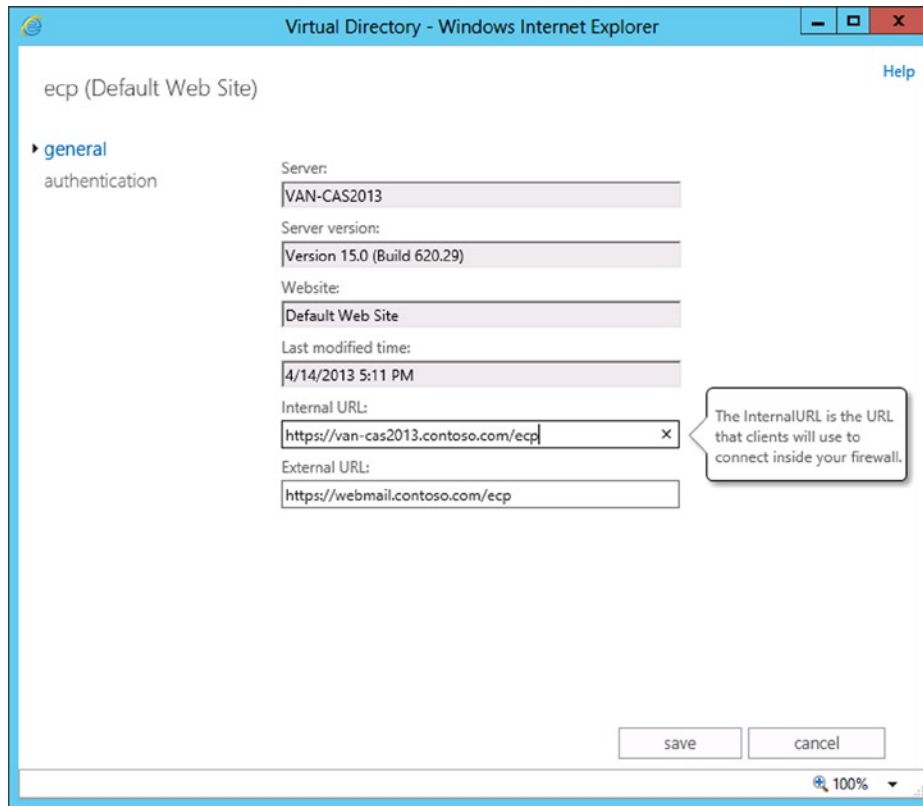 Virtual Directory - Windows Internet Explorer
Help
ecp (Default Web Site)
general
authentication
Server:
VAN-CAS2013
Server version:
Version 15.0 (Build 620.29)
Website:
Default Web Site
Last modified time:
4/14/2013 5:11 PM
Internal URL:
https://van-cas2013.contoso.com/ecp
The InternalURL is the URL
that clients will use to
connect inside your firewall.
External URL:
https://webmail.contoso.com/ecp
save
cancel
100%